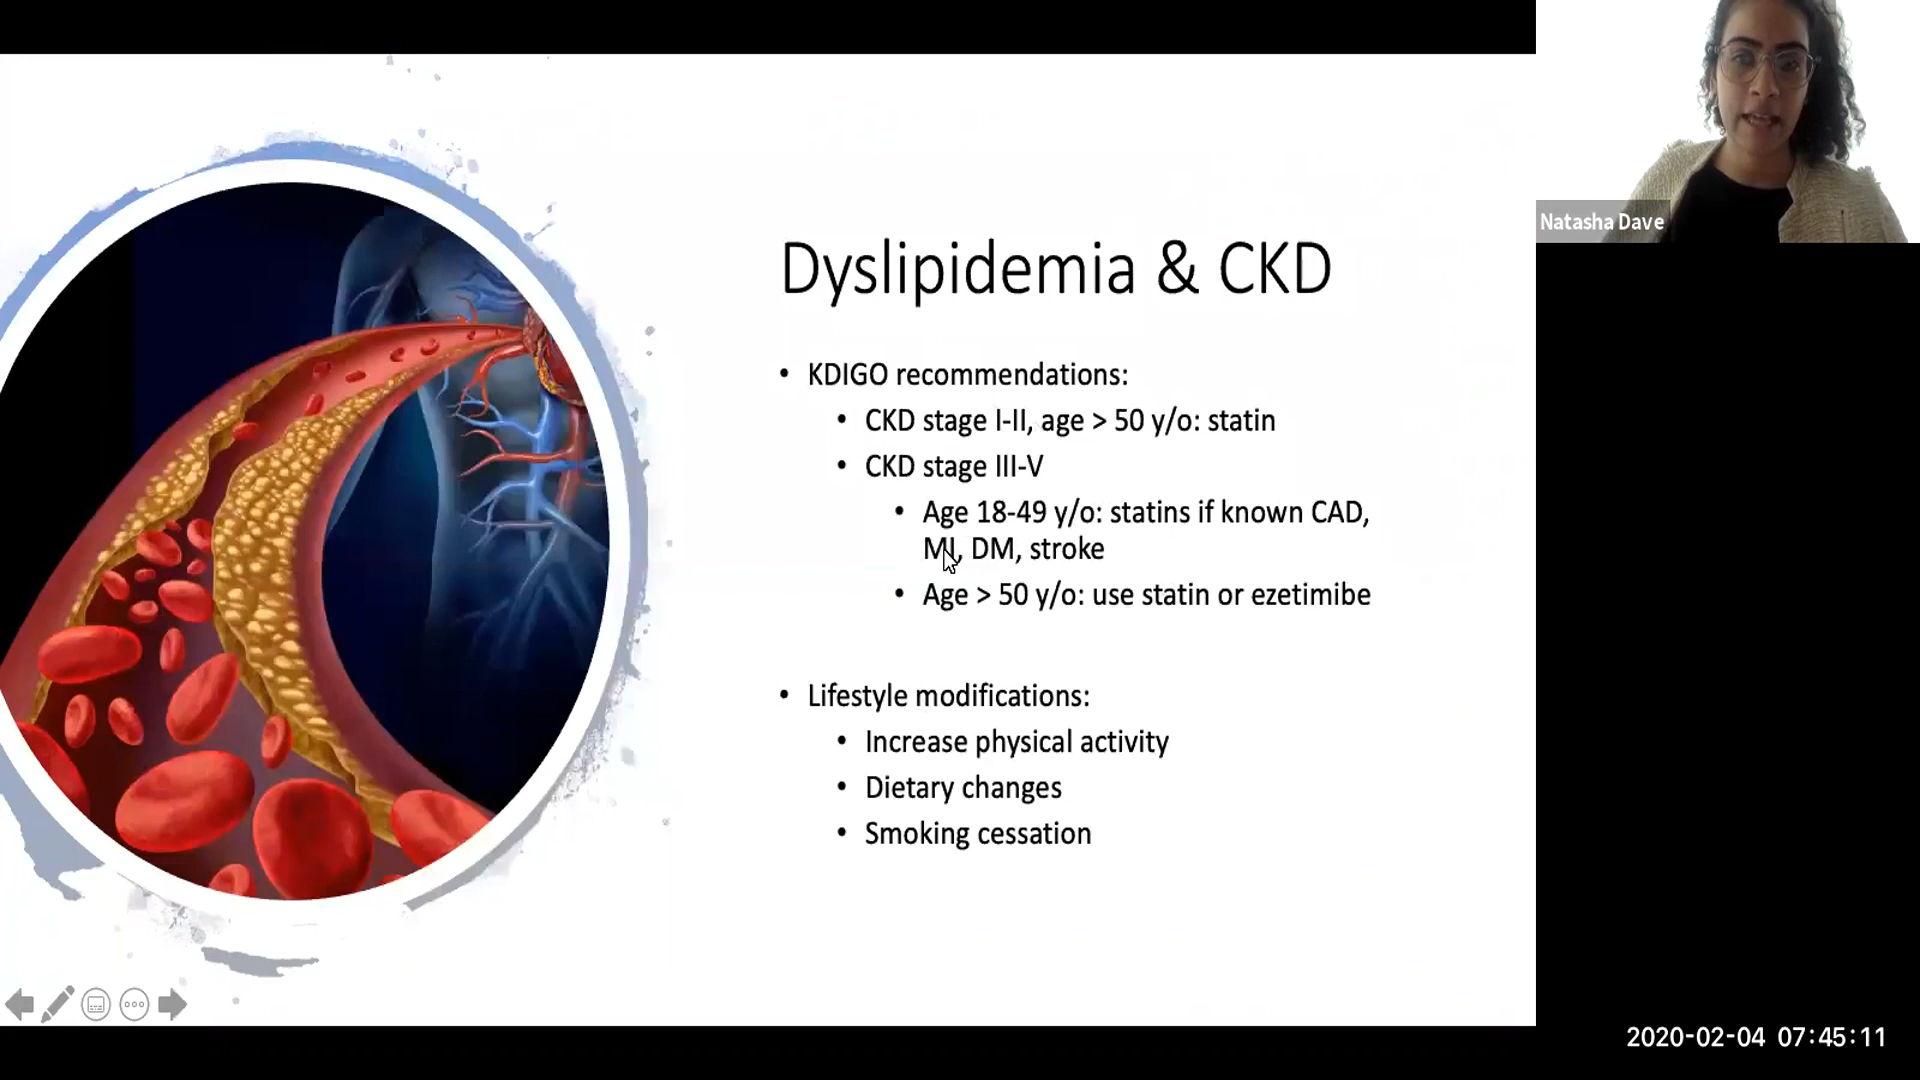 Natasha Dave
Dyslipidemia & CKD
• KDIGO recommendations:
• CKD stage I-II, age > 50 y/o: statin
• CKD stage III-V
• Age 18-49 y/o: statins if known CAD,
MI, DM, stroke
• Age > 50 y/o: use statin or ezetimibe
• Lifestyle modifications:
• Increase physical activity
• Dietary changes
• Smoking cessation
2020-02-04 07:45:11